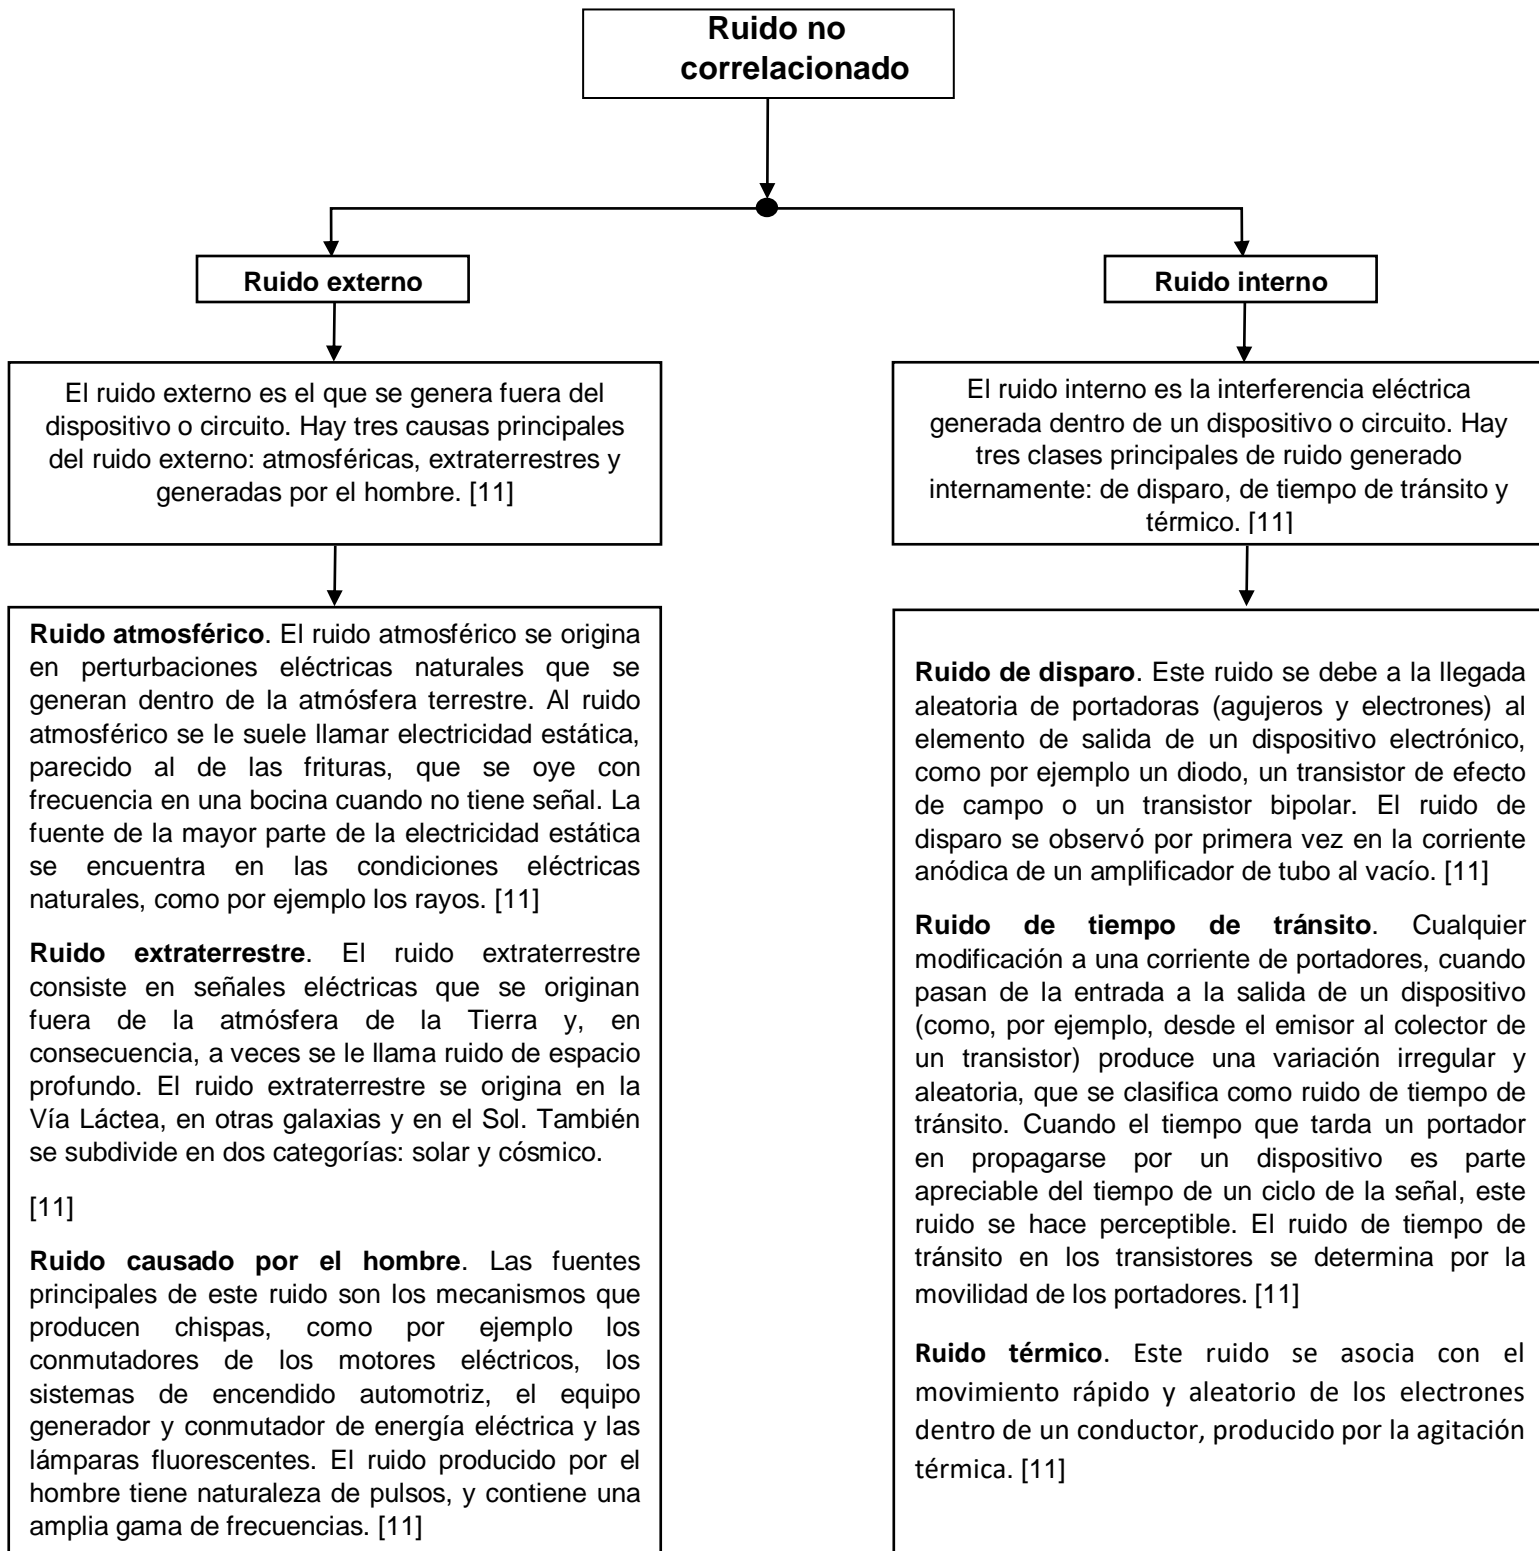 Ruido no
correlacionado
Ruido externo
Ruido interno
El ruido externo es el que se genera fuera del
dispositivo o circuito. Hay tres causas principales
del ruido externo: atmosféricas, extraterrestres y
generadas por el hombre. [11]
El ruido interno es la interferencia eléctrica
generada dentro de un dispositivo o circuito. Hay
tres clases principales de ruido generado
internamente: de disparo, de tiempo de tránsito y
térmico. [11]
Ruido atmosférico. El ruido atmosférico se origina
en perturbaciones eléctricas naturales que se
generan dentro de la atmósfera terrestre. Al ruido
atmosférico se le suele llamar electricidad estática,
parecido al de las frituras, que se oye con
frecuencia en una bocina cuando no tiene señal. La
fuente de la mayor parte de la electricidad estática
se encuentra en las condiciones eléctricas
naturales, como por ejemplo los rayos. [11]
Ruido extraterrestre. El ruido extraterrestre
consiste en señales eléctricas que se originan
fuera de la atmósfera de la Tierra y, en
consecuencia, a veces se le llama ruido de espacio
profundo. El ruido extraterrestre se origina en la
Vía Láctea, en otras galaxias y en el Sol. También
se subdivide en dos categorías: solar y cósmico.
[11]
Ruido causado por el hombre. Las fuentes
principales de este ruido son los mecanismos que
producen chispas, como por ejemplo los
conmutadores de los motores eléctricos, los
sistemas de encendido automotriz, el equipo
generador y conmutador de energía eléctrica y las
lámparas fluorescentes. El ruido producido por el
hombre tiene naturaleza de pulsos, y contiene una
amplia gama de frecuencias. [11]
Ruido de disparo. Este ruido se debe a la llegada
aleatoria de portadoras (agujeros y electrones) al
elemento de salida de un dispositivo electrónico,
como por ejemplo un diodo, un transistor de efecto
de campo o un transistor bipolar. El ruido de
disparo se observó por primera vez en la corriente
anódica de un amplificador de tubo al vacío. [11]
Ruido de tiempo de tránsito. Cualquier
modificación a una corriente de portadores, cuando
pasan de la entrada a la salida de un dispositivo
(como, por ejemplo, desde el emisor al colector de
un transistor) produce una variación irregular y
aleatoria, que se clasifica como ruido de tiempo de
tránsito. Cuando el tiempo que tarda un portador
en propagarse por un dispositivo es parte
apreciable del tiempo de un ciclo de la señal, este
ruido se hace perceptible. El ruido de tiempo de
tránsito en los transistores se determina por la
movilidad de los portadores. [11]
Ruido térmico. Este ruido se asocia con el
movimiento rápido y aleatorio de los electrones
dentro de un conductor, producido por la agitación
térmica. [11]